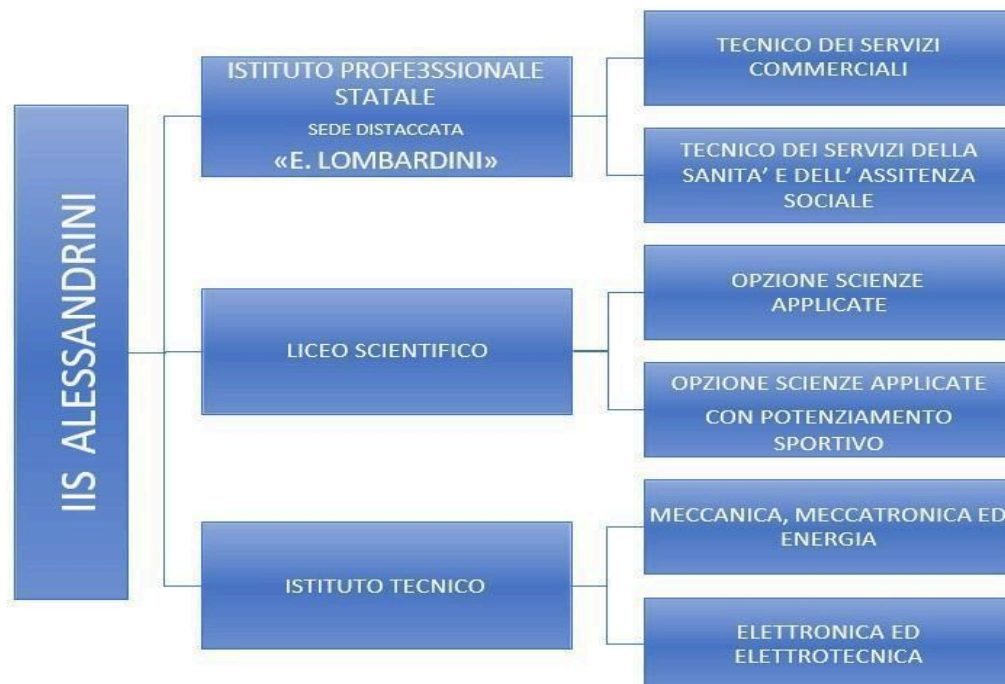 IIS ALESSANDRINI
ISTITUTO PROFE3SSIONALE
STATALE
SEDE DISTACCATA
«E. LOMBARDINI»
TECNICO DEI SERVIZI
COMMERCIALI
TECNICO DEI SERVIZI DELLA
SANITA’ E DELL’ ASSITENZA
SOCIALE
LICEO SCIENTIFICO
OPZIONE SCIENZE
APPLICATE
OPZIONE SCIENZE APPLICATE
CON POTENZIAMENTO
SPORTIVO
ISTITUTO TECNICO
MECCANICA, MECCATRONICA ED
ENERGIA
ELETTRONICA ED
ELETTROTECNICA